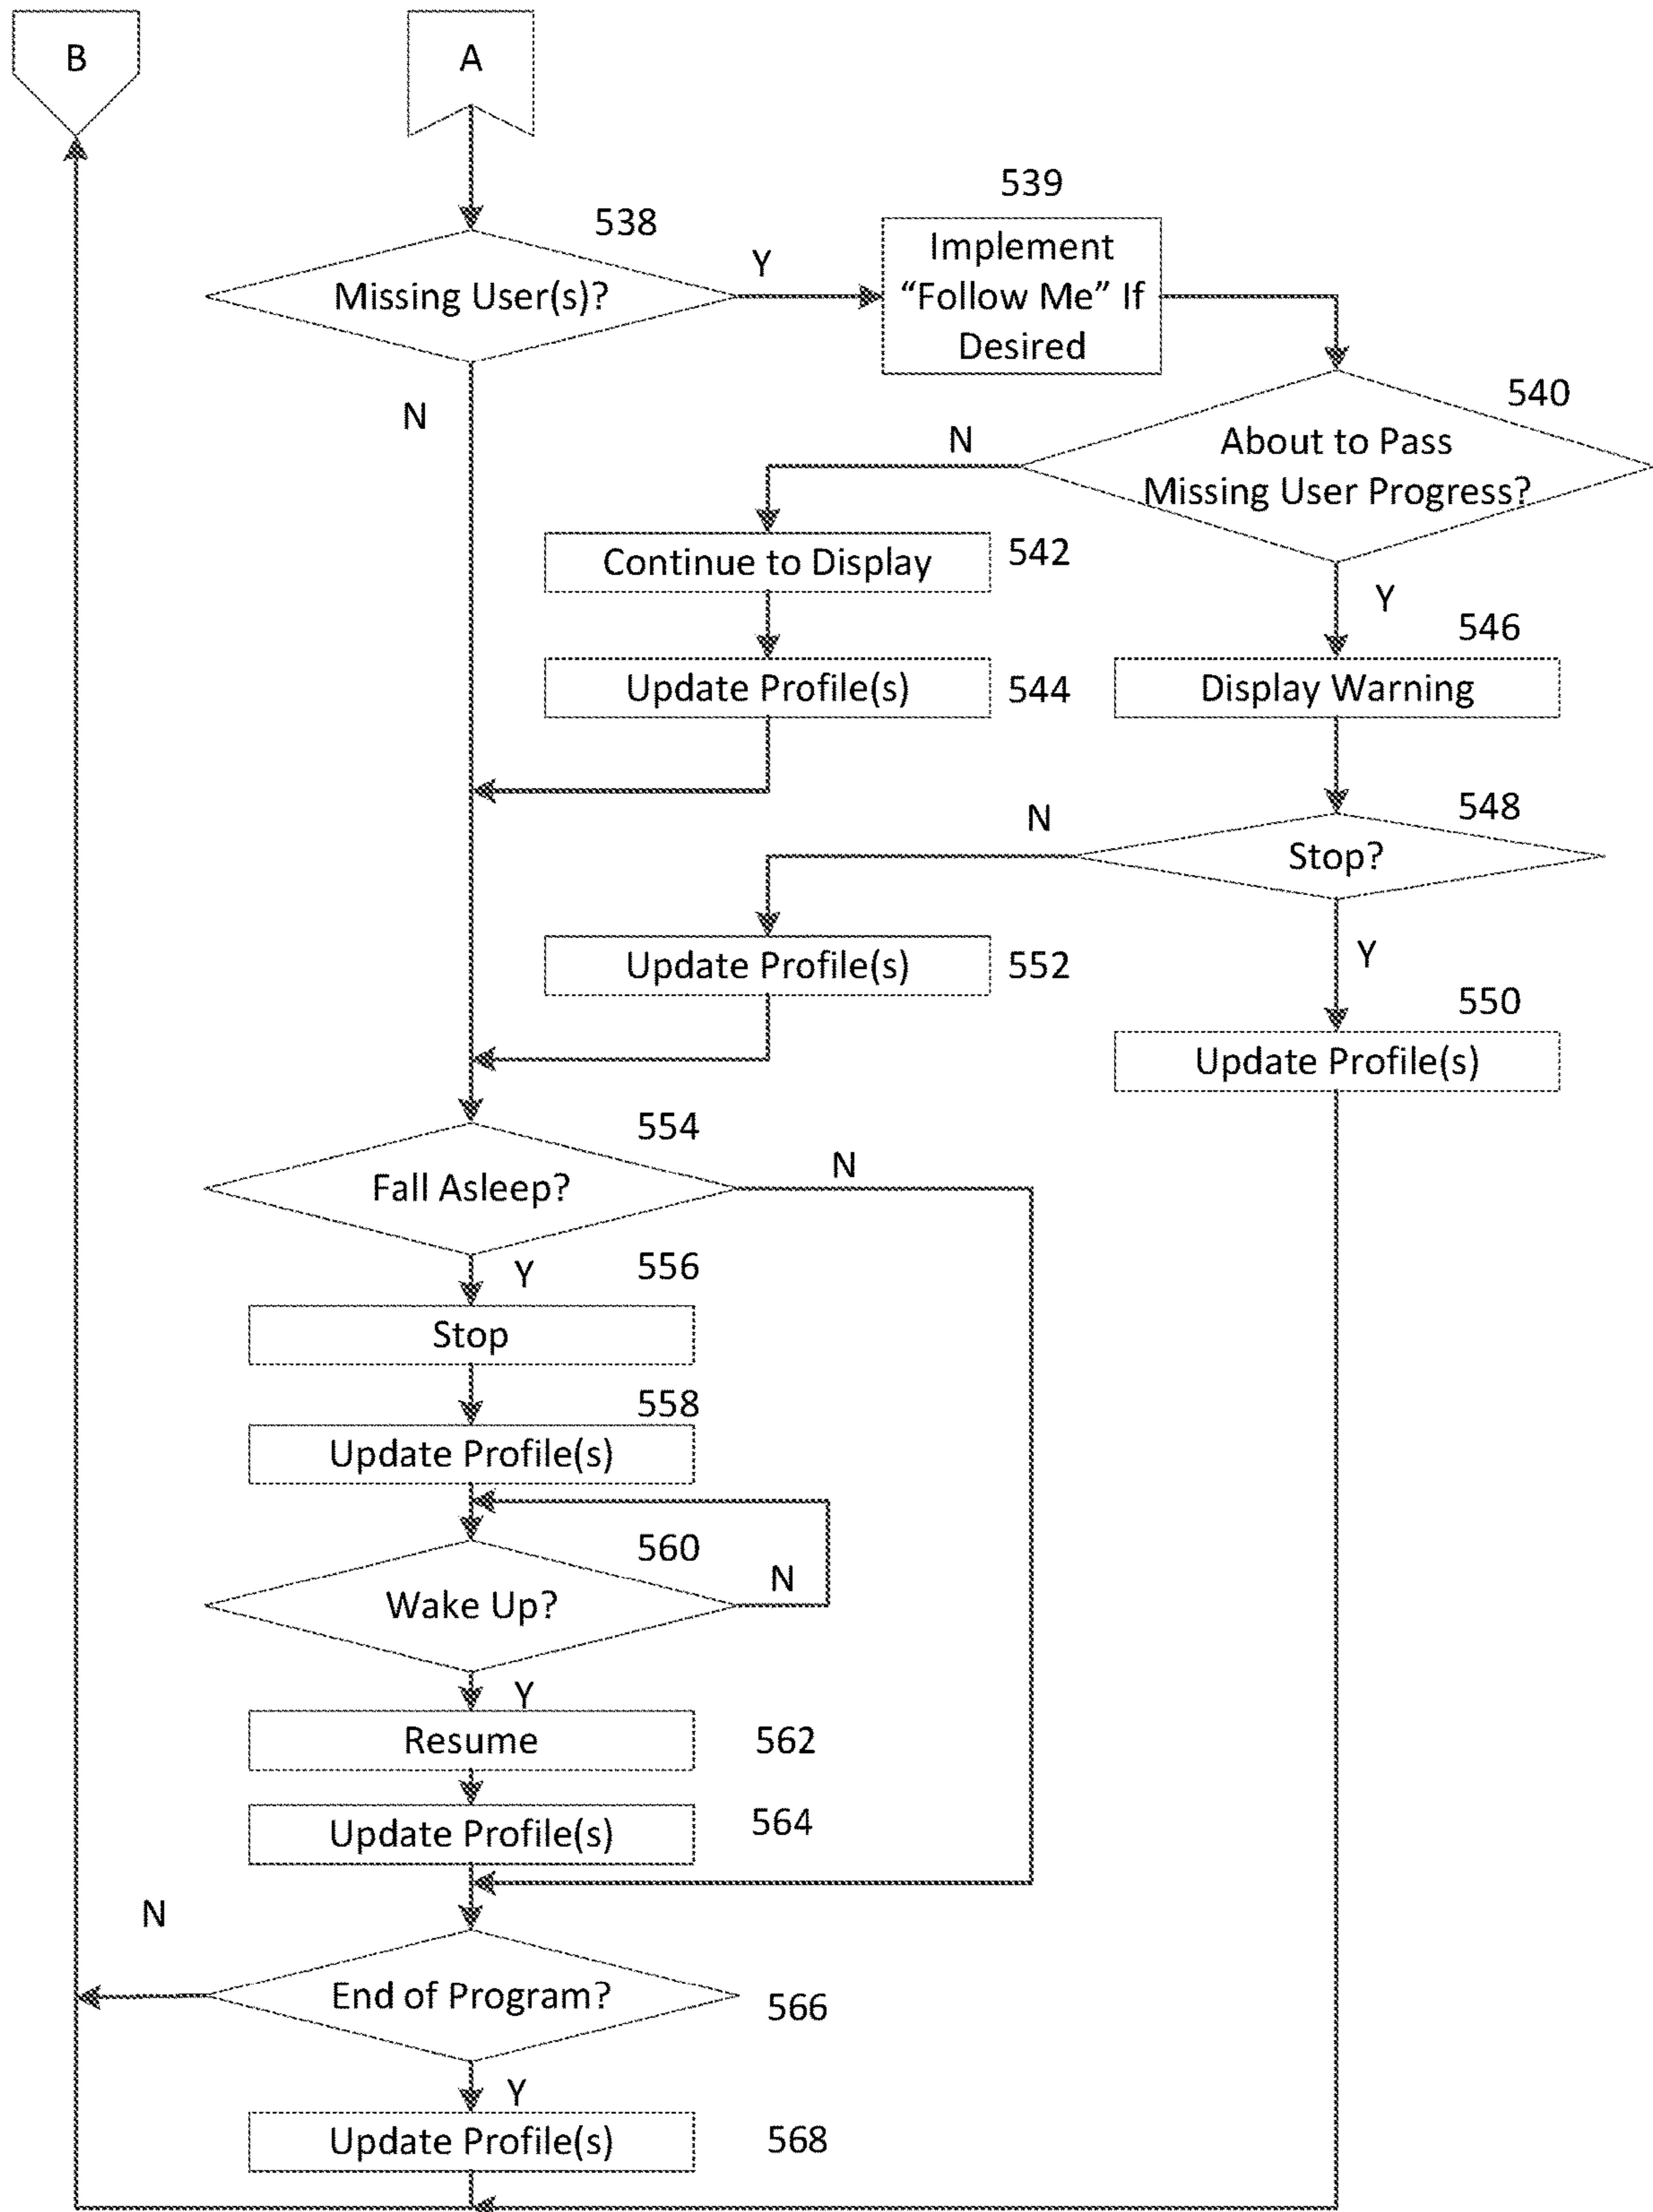 B
A
539
538
Implement
“Follow Me” If
Desired
Y
Missing User(s)?
N
540
About to Pass
Missing User Progress?
N
Continue to Display
542
Y
546
Update Profile(s)
544
Display Warning
548
N
Stop?
Update Profile(s)
552
Y
550
Update Profile(s)
554
N
Fall Asleep?
556
Y
Stop
558
Update Profile(s)
560
N
Wake Up?
Y
Resume
562
Update Profile(s)
564
N
End of Program?
566
Y
Update Profile(s)
568